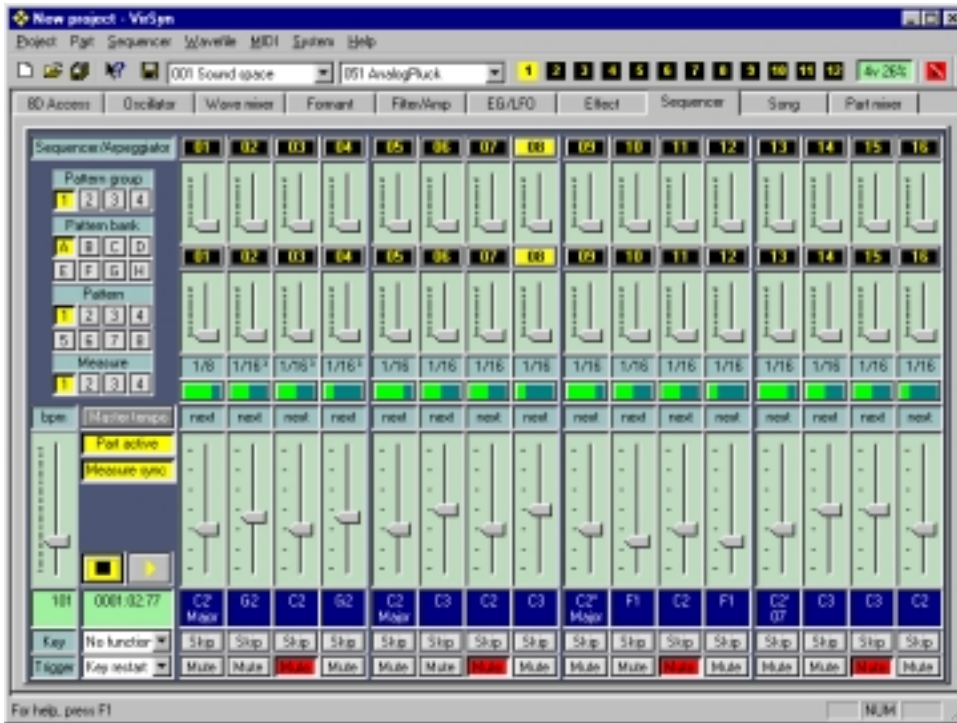 New project - VirSyn
Project Part Sequencer Wavefile MIDI System Help
001 Sound space 051 AnalogPluck 1 2 3 4 5 6 7 8 9 10 11 12 4v 26%
8D Access Oscillator Wave mixer Formant Filter/Amp EG/LFO Effect Sequencer Song Part mixer
Sequencer/Arpeggiator 01 02 03 04 05 06 07 08 09 10 11 12 13 14 15 16
Pattern group
1 2 3 4
Pattern bank
A B C D
01 02 03 04 05 06 07 08 09 10 11 12 13 14 15 16
E F G H
Pattern
1 2 3 4
5 6 7 8
Measure 1/8 1/16³ 1/16³ 1/16³ 1/16 1/16 1/16 1/16 1/16 1/16 1/16 1/16 1/16 1/16 1/16 1/16
1 2 3 4
bpm Mastertempo next next next next next next next next next next next next next next next next
Part active
Measure sync
101 0001:02:77 C2* Major G2 C2 G2 C2 Major C3 C2 C3 C2* Major F1 C2 F1 C2* 07 C3 C3 C2
Key No function Skip Skip Skip Skip Skip Skip Skip Skip Skip Skip Skip Skip Skip Skip Skip Skip
Trigger Key restart Mute Mute Mute Mute Mute Mute Mute Mute Mute Mute Mute Mute Mute Mute Mute Mute
For help, press F1 NUM